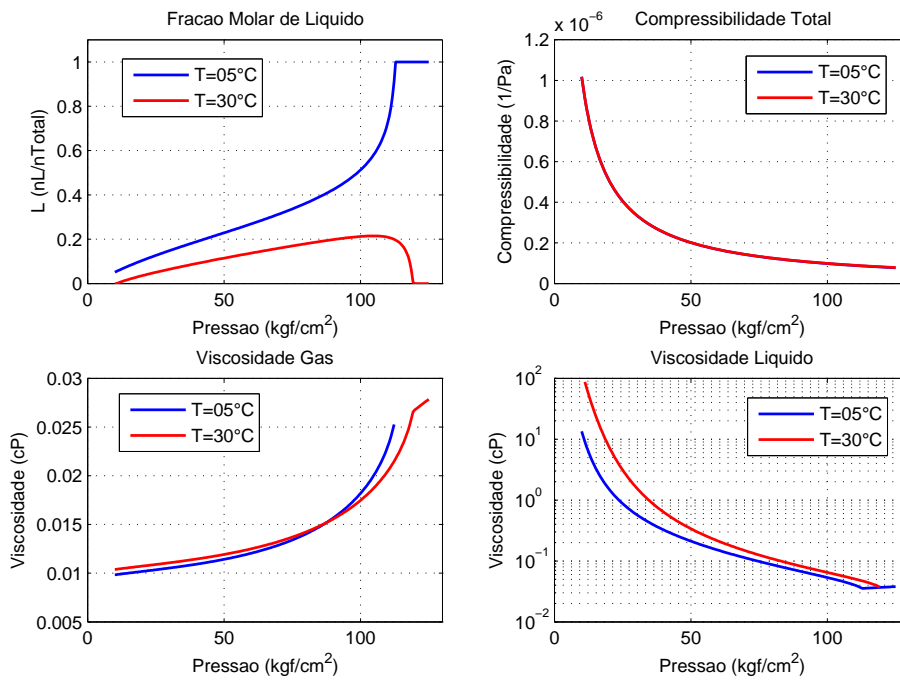 Fracao Molar de Liquido
L (nL/nTotal)
1
0.8
0.6
0.4
0.2
0
T=05°C
T=30°C
0
50
100
Pressao (kgf/cm²)
Compressibilidade Total
x 10⁻⁶
Compressibilidade (1/Pa)
1.2
1
0.8
0.6
0.4
0.2
0
T=05°C
T=30°C
0
50
100
Pressao (kgf/cm²)
Viscosidade Gas
Viscosidade (cP)
0.03
0.025
0.02
0.015
0.01
0.005
T=05°C
T=30°C
0
50
100
Pressao (kgf/cm²)
Viscosidade Liquido
Viscosidade (cP)
10²
10¹
10⁰
10⁻¹
10⁻²
T=05°C
T=30°C
0
50
100
Pressao (kgf/cm²)